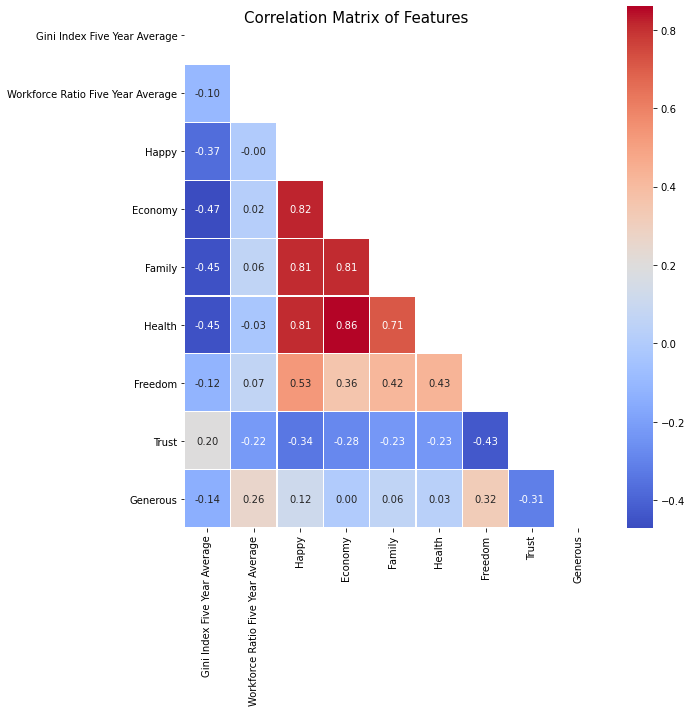 Correlation Matrix of Features
Gini Index Five Year Average
Workforce Ratio Five Year Average -0.10
Happy -0.37 -0.00
Economy -0.47 0.02 0.82
Family -0.45 0.06 0.81 0.81
Health -0.45 -0.03 0.81 0.86 0.71
Freedom -0.12 0.07 0.53 0.36 0.42 0.43
Trust 0.20 -0.22 -0.34 -0.28 -0.23 -0.23 -0.43
Generous -0.14 0.26 0.12 0.00 0.06 0.03 0.32 -0.31
Gini Index Five Year Average
Workforce Ratio Five Year Average
Happy
Economy
Family
Health
Freedom
Trust
Generous
0.8
0.6
0.4
0.2
0.0
-0.2
-0.4